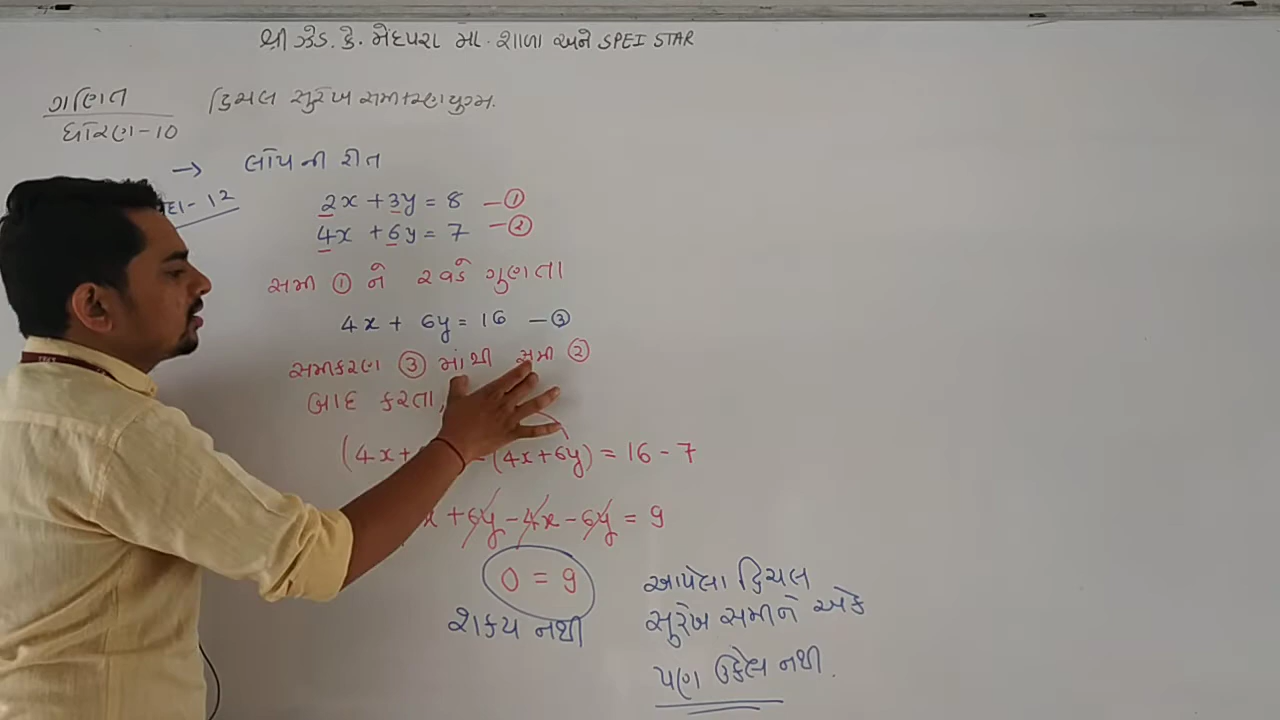 શ્રી ઝેડ. કે. મેંદપરા મા. શાળા અને SPEI STAR
ગણિત
ધોરણ-10
દ્વિચલ સુરેખ સમીકરણયુગ્મ.
→ લોપની રીત
12
2x + 3y = 8 — ①
4x + 6y = 7 — ②
સમી ① ને ૨ વડે ગુણતા
4x + 6y = 16 — ③
સમીકરણ ③ માંથી સમી ②
બાદ કરતા,
(4x+ - (4x+6y) = 16 - 7
x + 6y - 4x - 6y = 9
0 = 9
શક્ય નથી
આપેલા દ્વિચલ
સુરેખ સમીને એકે
પણ ઉકેલ નથી.